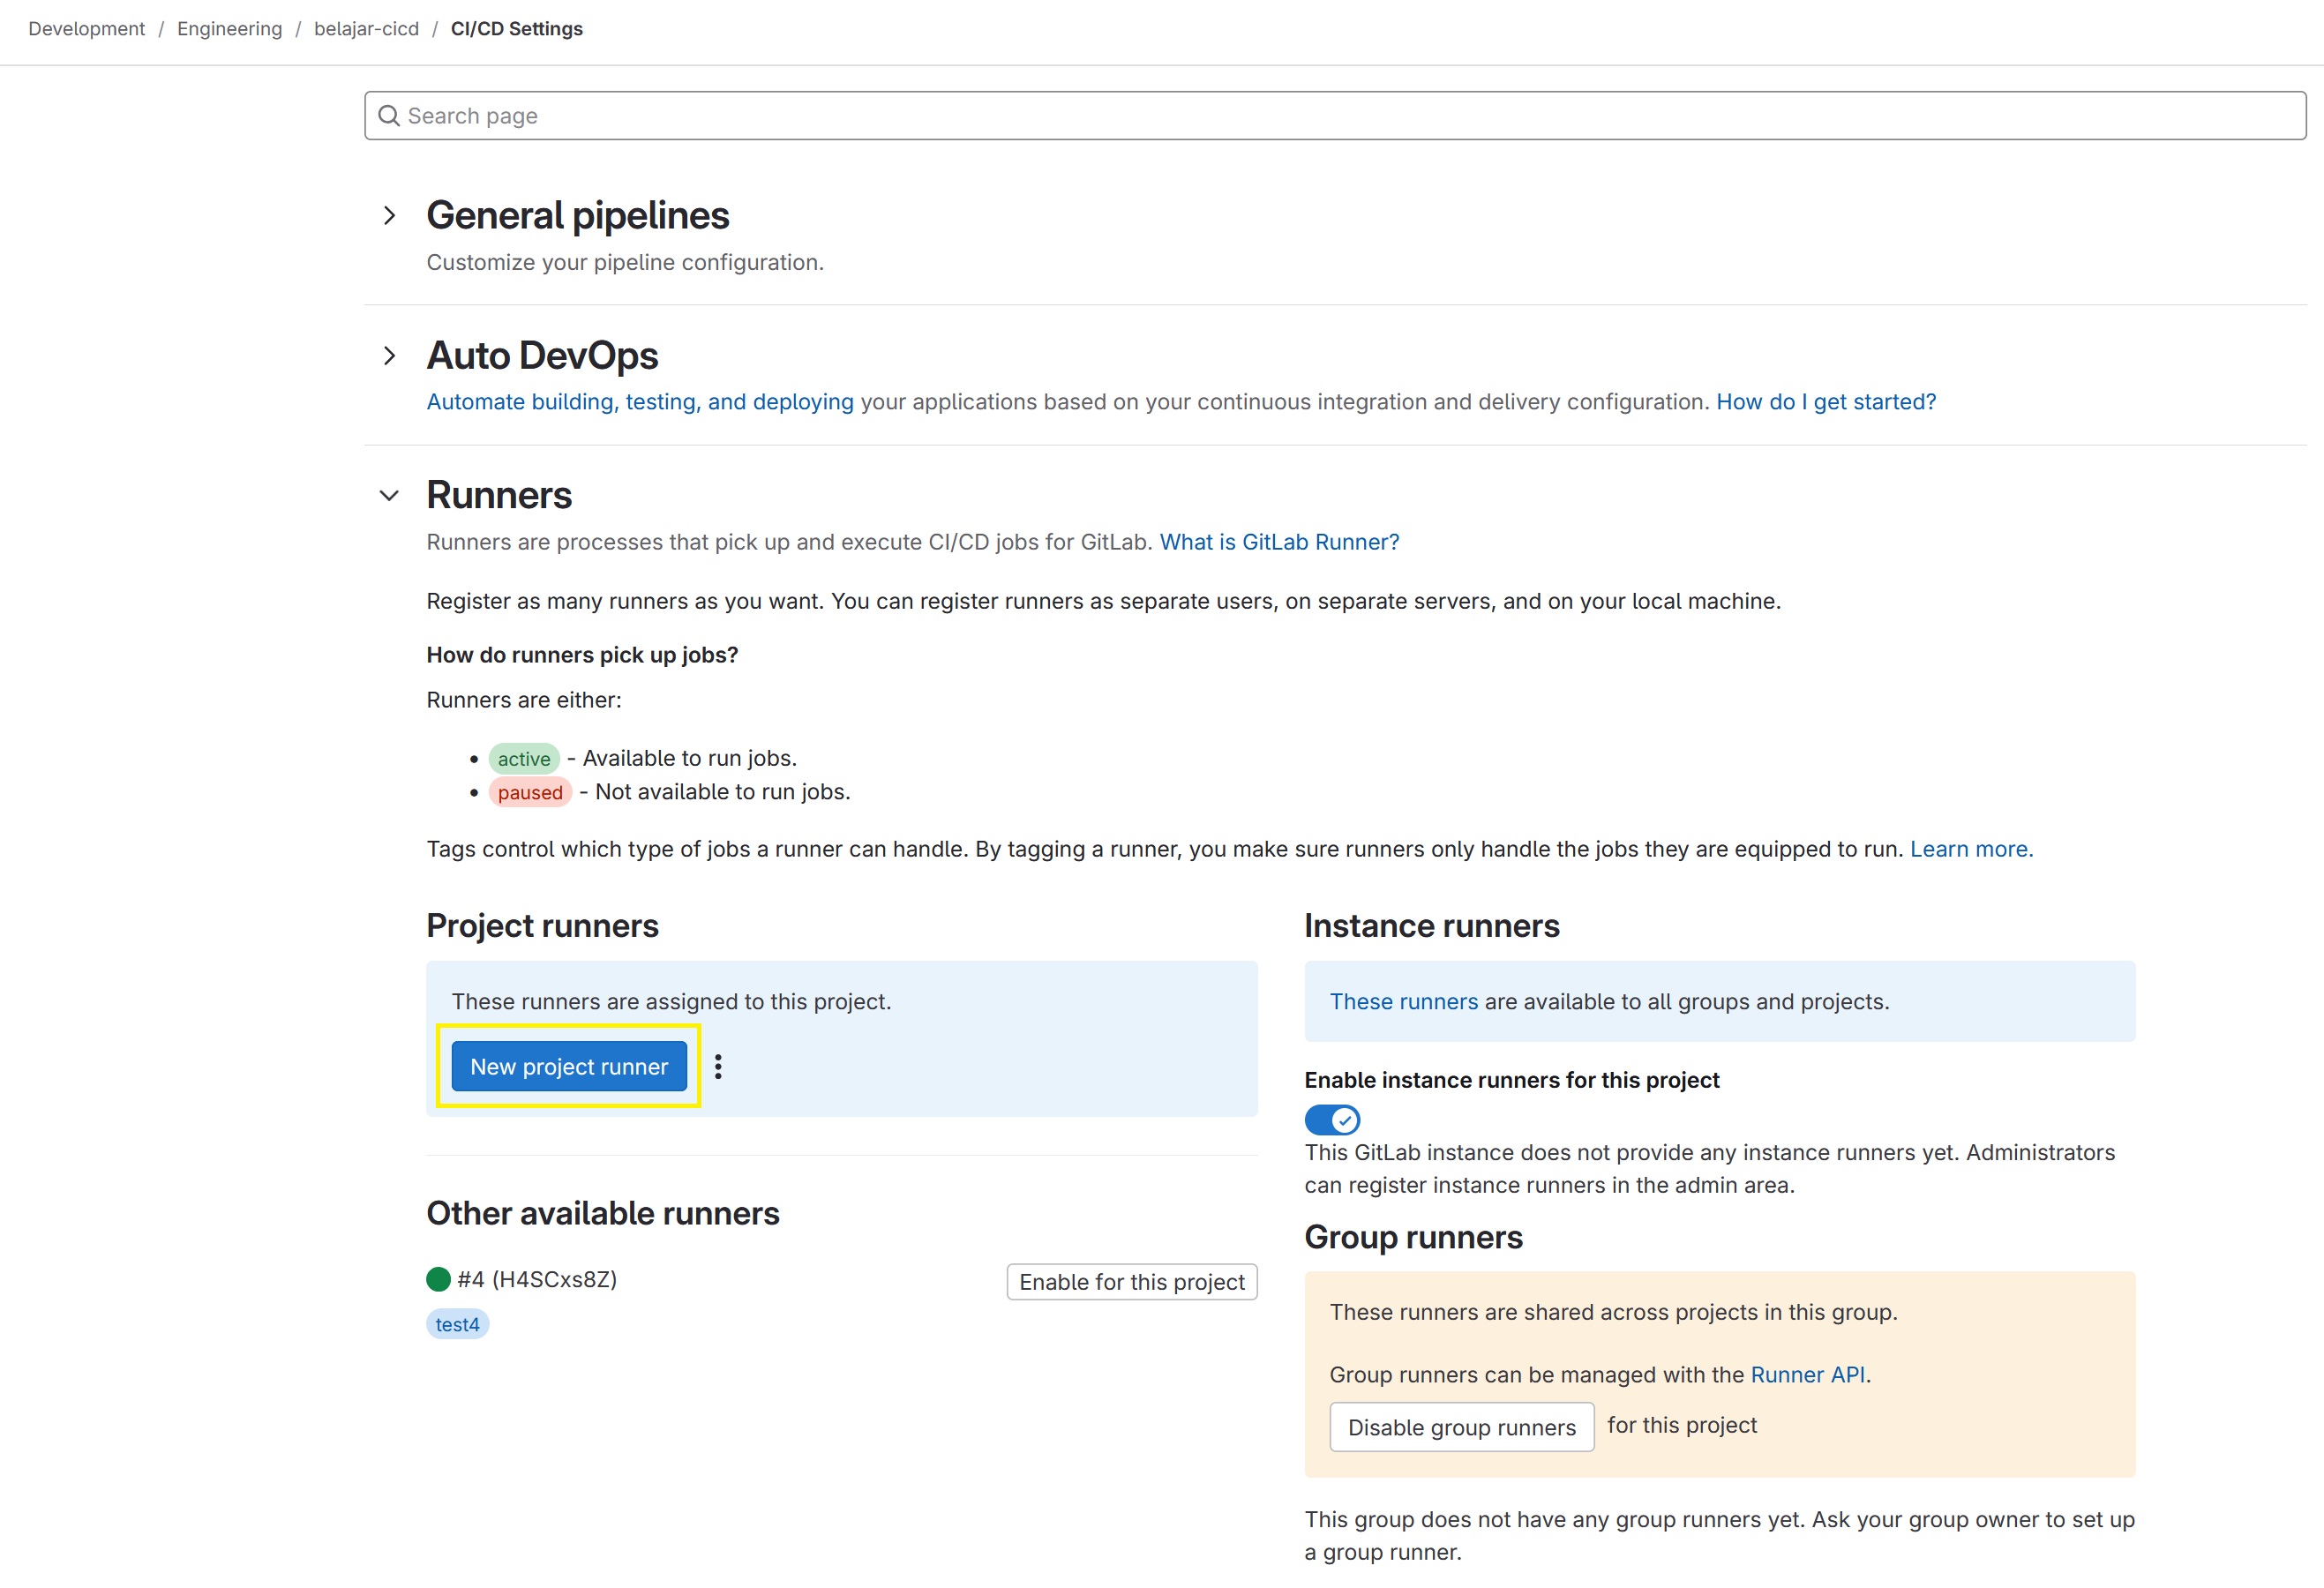 Development / Engineering / belajar-cicd / CI/CD Settings
Search page
General pipelines
Customize your pipeline configuration.
Auto DevOps
Automate building, testing, and deploying your applications based on your continuous integration and delivery configuration. How do I get started?
Runners
Runners are processes that pick up and execute CI/CD jobs for GitLab. What is GitLab Runner?
Register as many runners as you want. You can register runners as separate users, on separate servers, and on your local machine.
How do runners pick up jobs?
Runners are either:
• active - Available to run jobs.
• paused - Not available to run jobs.
Tags control which type of jobs a runner can handle. By tagging a runner, you make sure runners only handle the jobs they are equipped to run. Learn more.
Project runners
These runners are assigned to this project.
New project runner
Other available runners
#4 (H4SCxs8Z)
Enable for this project
test4
Instance runners
These runners are available to all groups and projects.
Enable instance runners for this project
This GitLab instance does not provide any instance runners yet. Administrators
can register instance runners in the admin area.
Group runners
These runners are shared across projects in this group.
Group runners can be managed with the Runner API.
Disable group runners for this project
This group does not have any group runners yet. Ask your group owner to set up
a group runner.